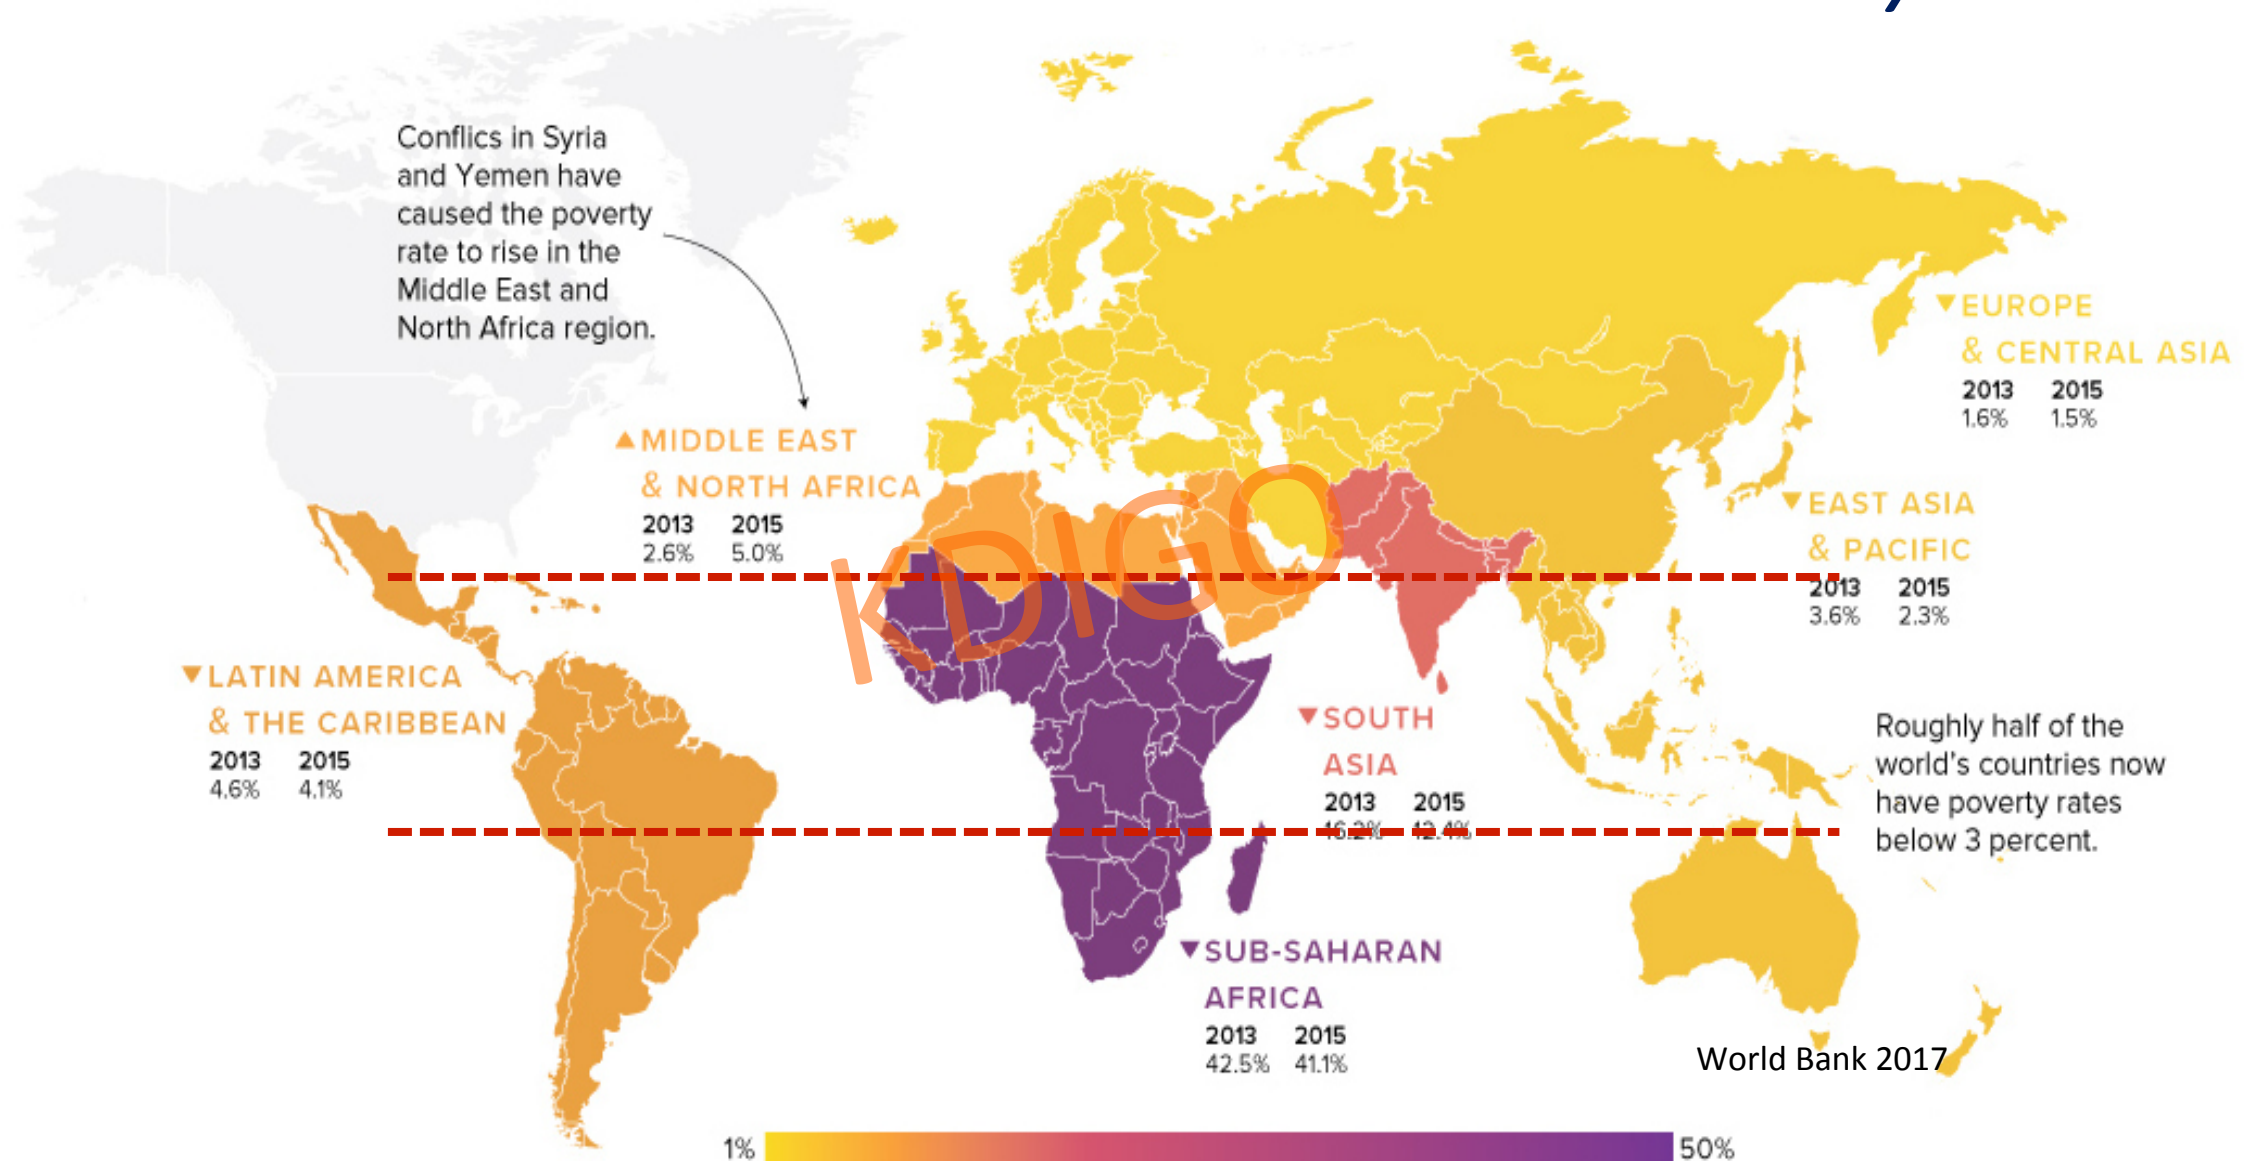 Conflics in Syria
and Yemen have
caused the poverty
rate to rise in the
Middle East and
North Africa region.
▼EUROPE
& CENTRAL ASIA
2013 2015
1.6% 1.5%
▲MIDDLE EAST
& NORTH AFRICA
2013 2015
2.6% 5.0%
▼EAST ASIA
& PACIFIC
2013 2015
3.6% 2.3%
KDIGO
▼LATIN AMERICA
& THE CARIBBEAN
2013 2015
4.6% 4.1%
▼SOUTH
ASIA
2013 2015
16.2% 12.4%
Roughly half of the
world's countries now
have poverty rates
below 3 percent.
▼SUB-SAHARAN
AFRICA
2013 2015
42.5% 41.1%
World Bank 2017
1% 50%